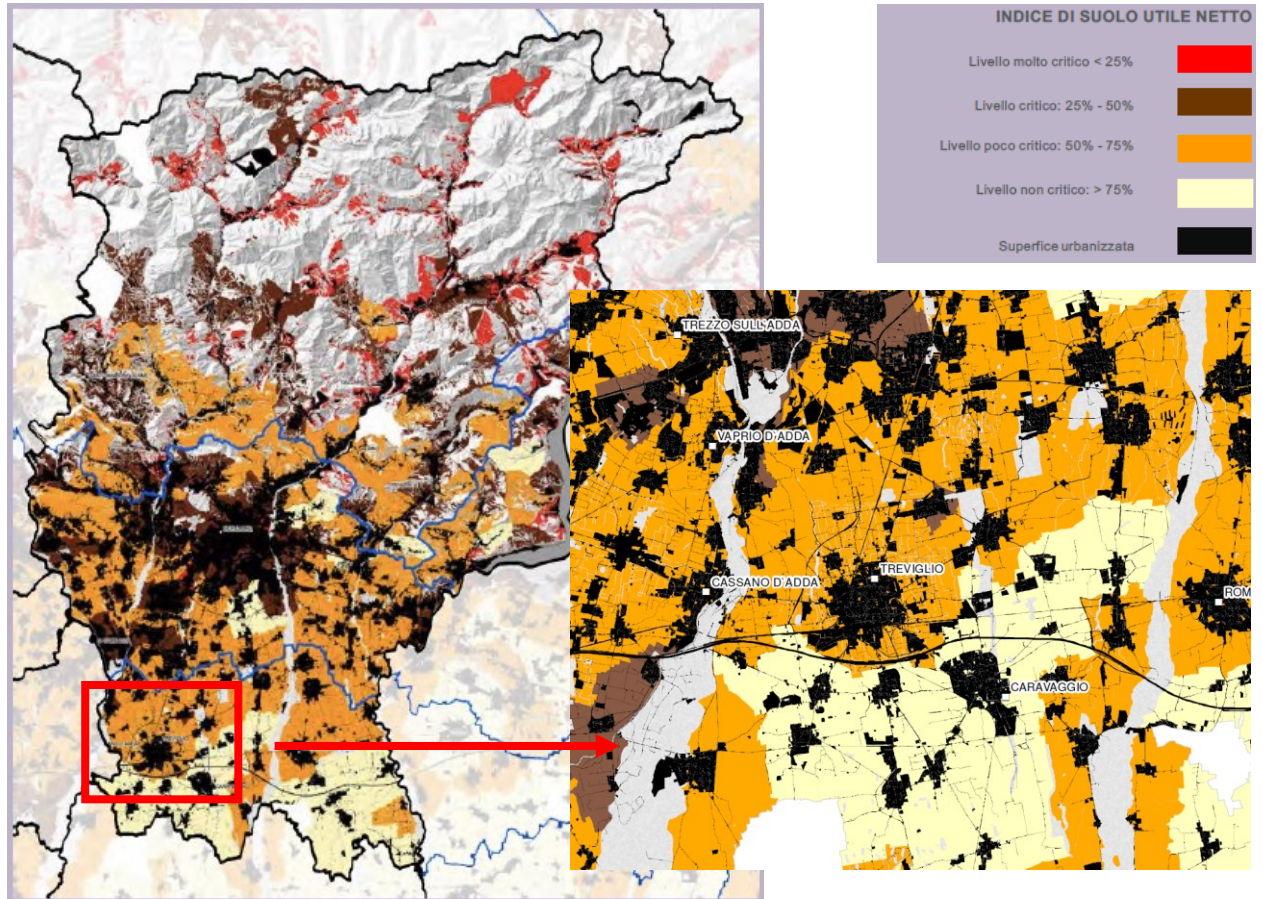 INDICE DI SUOLO UTILE NETTO
Livello molto critico < 25%
Livello critico: 25% - 50%
Livello poco critico: 50% - 75%
Livello non critico: > 75%
Superfice urbanizzata
TREZZO SULL'ADDA
VAPRIO D'ADDA
CASSANO D'ADDA
TREVIGLIO
ROM
CARAVAGGIO